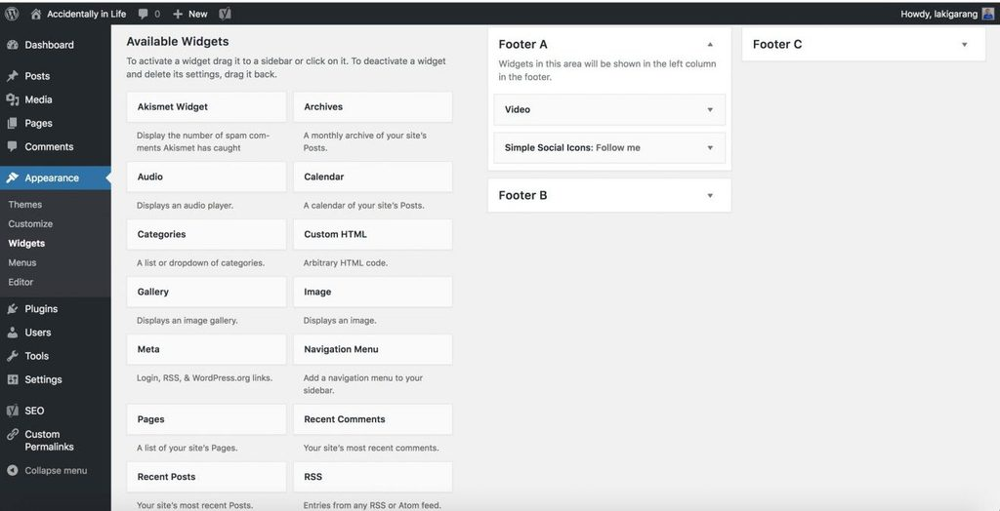 Accidentally in Life 0 New Howdy, lakigarang
Dashboard
Posts
Media
Pages
Comments
Appearance
Themes
Customize
Widgets
Menus
Editor
Plugins
Users
Tools
Settings
SEO
Custom
Permalinks
Collapse menu
Available Widgets
To activate a widget drag it to a sidebar or click on it. To deactivate a widget
and delete its settings, drag it back.
Akismet Widget
Display the number of spam com-
ments Akismet has caught
Archives
A monthly archive of your site's
Posts.
Audio
Displays an audio player.
Calendar
A calendar of your site's Posts.
Categories
A list or dropdown of categories.
Custom HTML
Arbitrary HTML code.
Gallery
Displays an image gallery.
Image
Displays an image.
Meta
Login, RSS, & WordPress.org links.
Navigation Menu
Add a navigation menu to your
sidebar.
Pages
A list of your site's Pages.
Recent Comments
Your site's most recent comments.
Recent Posts
Your site's most recent Posts.
RSS
Entries from any RSS or Atom feed.
Footer A
Widgets in this area will be shown in the left column
in the footer.
Video
Simple Social Icons: Follow me
Footer B
Footer C